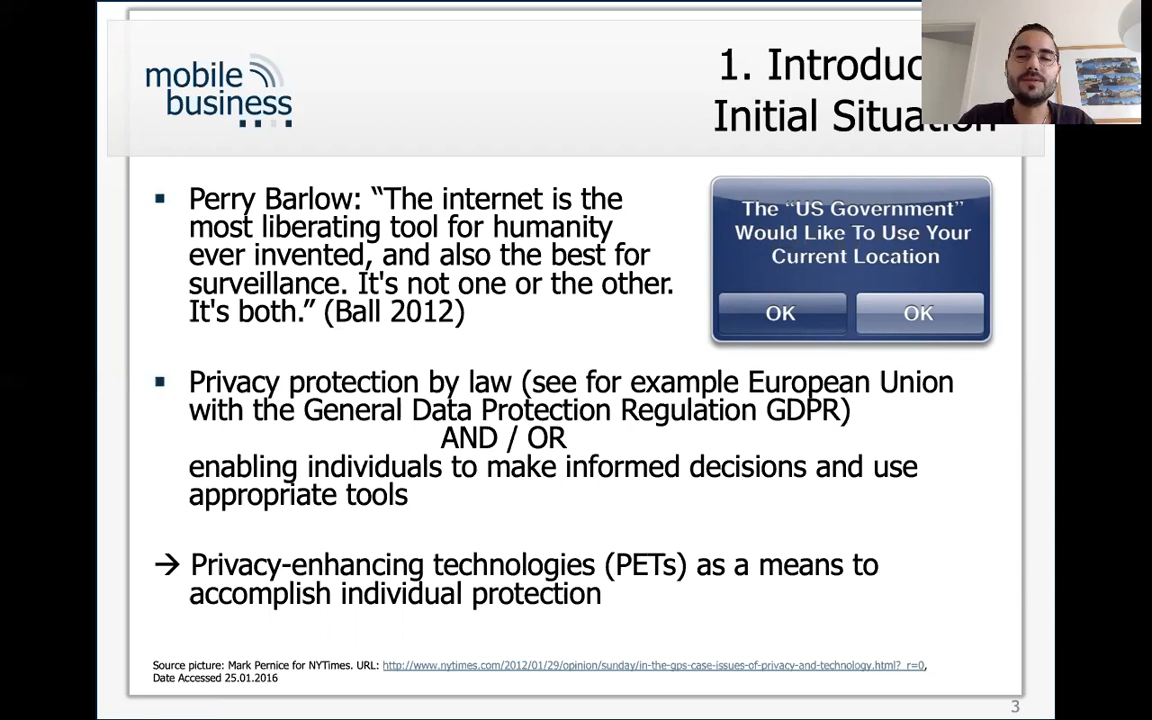 mobile
business
1. Introduc
Initial Situation
▪ Perry Barlow: “The internet is the
most liberating tool for humanity
ever invented, and also the best for
surveillance. It's not one or the other.
It's both.” (Ball 2012)
The “US Government”
Would Like To Use Your
Current Location
OK OK
▪ Privacy protection by law (see for example European Union
with the General Data Protection Regulation GDPR)
AND / OR
enabling individuals to make informed decisions and use
appropriate tools
→ Privacy-enhancing technologies (PETs) as a means to
accomplish individual protection
Source picture: Mark Pernice for NYTimes. URL: http://www.nytimes.com/2012/01/29/opinion/sunday/in-the-gps-case-issues-of-privacy-and-technology.html?_r=0,
Date Accessed 25.01.2016
3